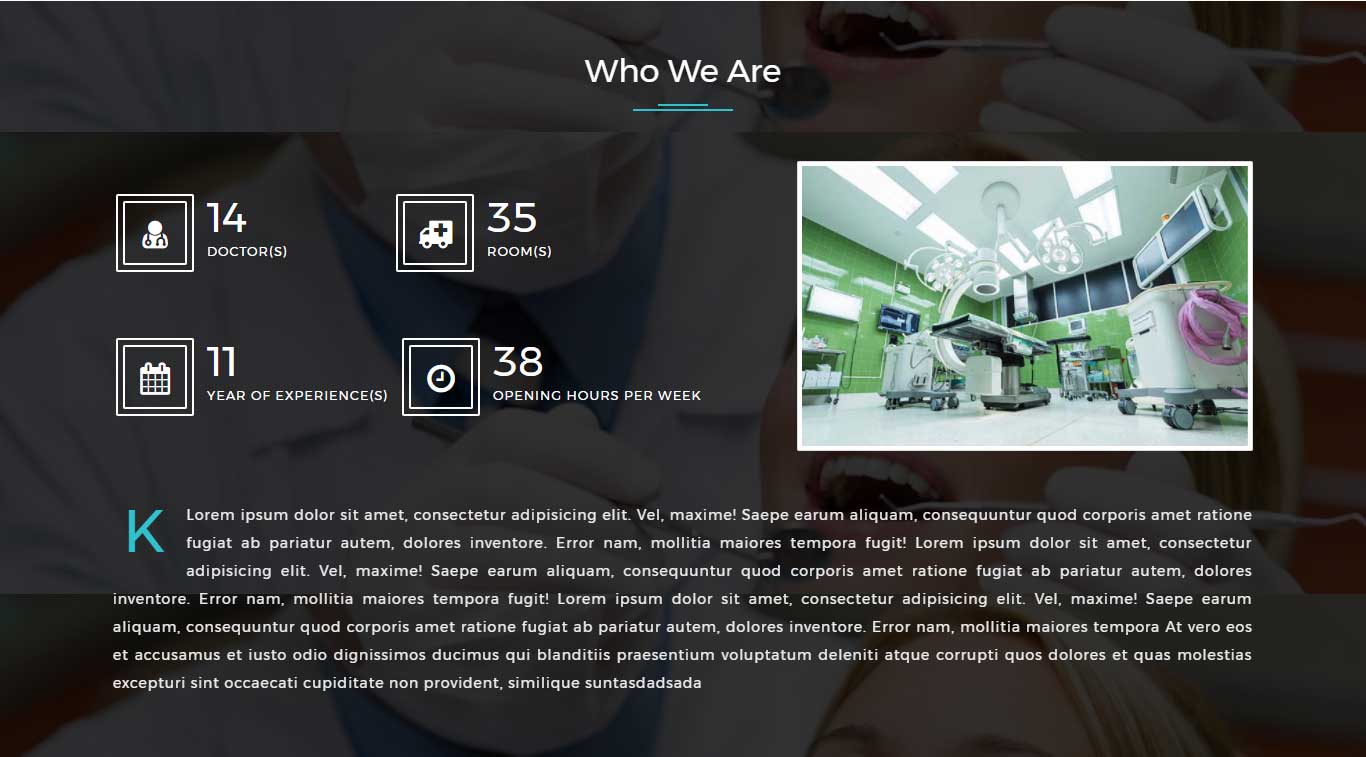 Who We Are
14
DOCTOR(S)
35
ROOM(S)
11
YEAR OF EXPERIENCE(S)
38
OPENING HOURS PER WEEK
K Lorem ipsum dolor sit amet, consectetur adipisicing elit. Vel, maxime! Saepe earum aliquam, consequuntur quod corporis amet ratione
fugiat ab pariatur autem, dolores inventore. Error nam, mollitia maiores tempora fugit! Lorem ipsum dolor sit amet, consectetur
adipisicing elit. Vel, maxime! Saepe earum aliquam, consequuntur quod corporis amet ratione fugiat ab pariatur autem, dolores
inventore. Error nam, mollitia maiores tempora fugit! Lorem ipsum dolor sit amet, consectetur adipisicing elit. Vel, maxime! Saepe earum
aliquam, consequuntur quod corporis amet ratione fugiat ab pariatur autem, dolores inventore. Error nam, mollitia maiores tempora At vero eos
et accusamus et iusto odio dignissimos ducimus qui blanditiis praesentium voluptatum deleniti atque corrupti quos dolores et quas molestias
excepturi sint occaecati cupiditate non provident, similique suntasdadsada